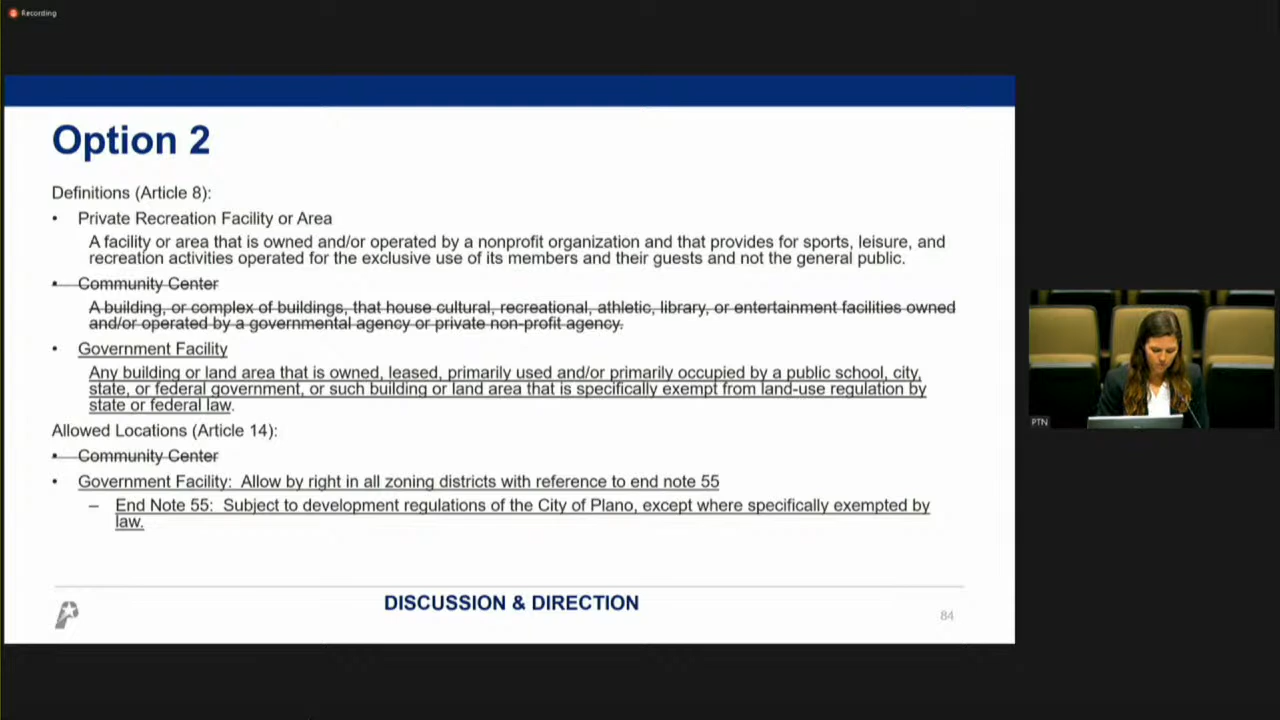 Recording
Option 2
Definitions (Article 8):
• Private Recreation Facility or Area
A facility or area that is owned and/or operated by a nonprofit organization and that provides for sports, leisure, and
recreation activities operated for the exclusive use of its members and their guests and not the general public.
• Community Center
A building, or complex of buildings, that house cultural, recreational, athletic, library, or entertainment facilities owned
and/or operated by a governmental agency or private non-profit agency.
• Government Facility
Any building or land area that is owned, leased, primarily used and/or primarily occupied by a public school, city,
state, or federal government, or such building or land area that is specifically exempt from land-use regulation by
state or federal law.
Allowed Locations (Article 14):
• Community Center
• Government Facility: Allow by right in all zoning districts with reference to end note 55
– End Note 55: Subject to development regulations of the City of Plano, except where specifically exempted by
law.
DISCUSSION & DIRECTION
84
PTN